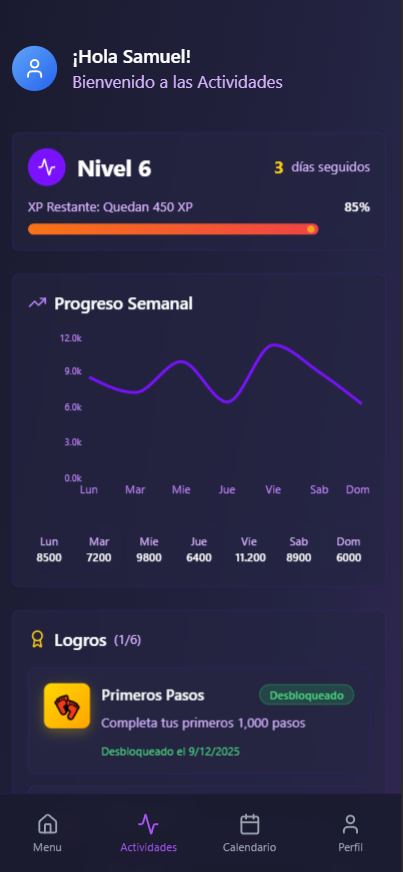 ¡Hola Samuel!
Bienvenido a las Actividades
Nivel 6
3 días seguidos
XP Restante: Quedan 450 XP 85%
Progreso Semanal
12.0k
9.0k
6.0k
3.0k
0.0k
Lun Mar Mie Jue Vie Sab Dom
Lun Mar Mie Jue Vie Sab Dom
8500 7200 9800 6400 11.200 8900 6000
Logros (1/6)
Primeros Pasos Desbloqueado
Completa tus primeros 1,000 pasos
Desbloqueado el 9/12/2025
Menu Actividades Calendario Perfil